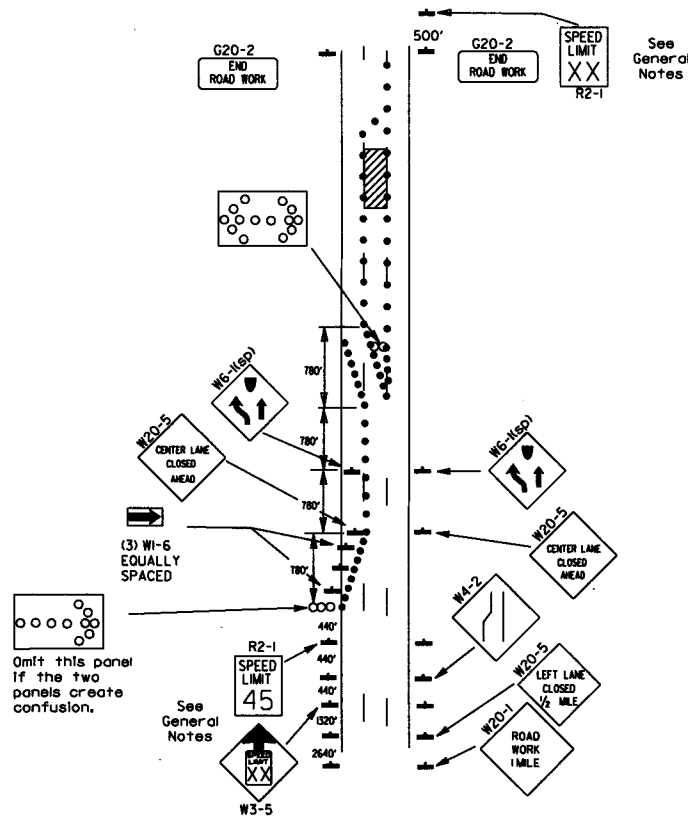 G20-2
END
ROAD WORK
500'
G20-2
END
ROAD WORK
SPEED
LIMIT
XX
R2-1
See
General
Notes
780'
W6-1(sp)
780'
W6-1(sp)
W20-5
CENTER LANE
CLOSED
AHEAD
780'
W20-5
CENTER LANE
CLOSED
AHEAD
(3) W1-6
EQUALLY
SPACED
780'
W4-2
Omit this panel
if the two
panels create
confusion.
440'
R2-1
SPEED
LIMIT
45
440'
440'
W20-5
LEFT LANE
CLOSED
1/2 MILE
See
General
Notes
1320'
W20-1
ROAD
WORK
1 MILE
SPEED
LIMIT
XX
2640'
W3-5